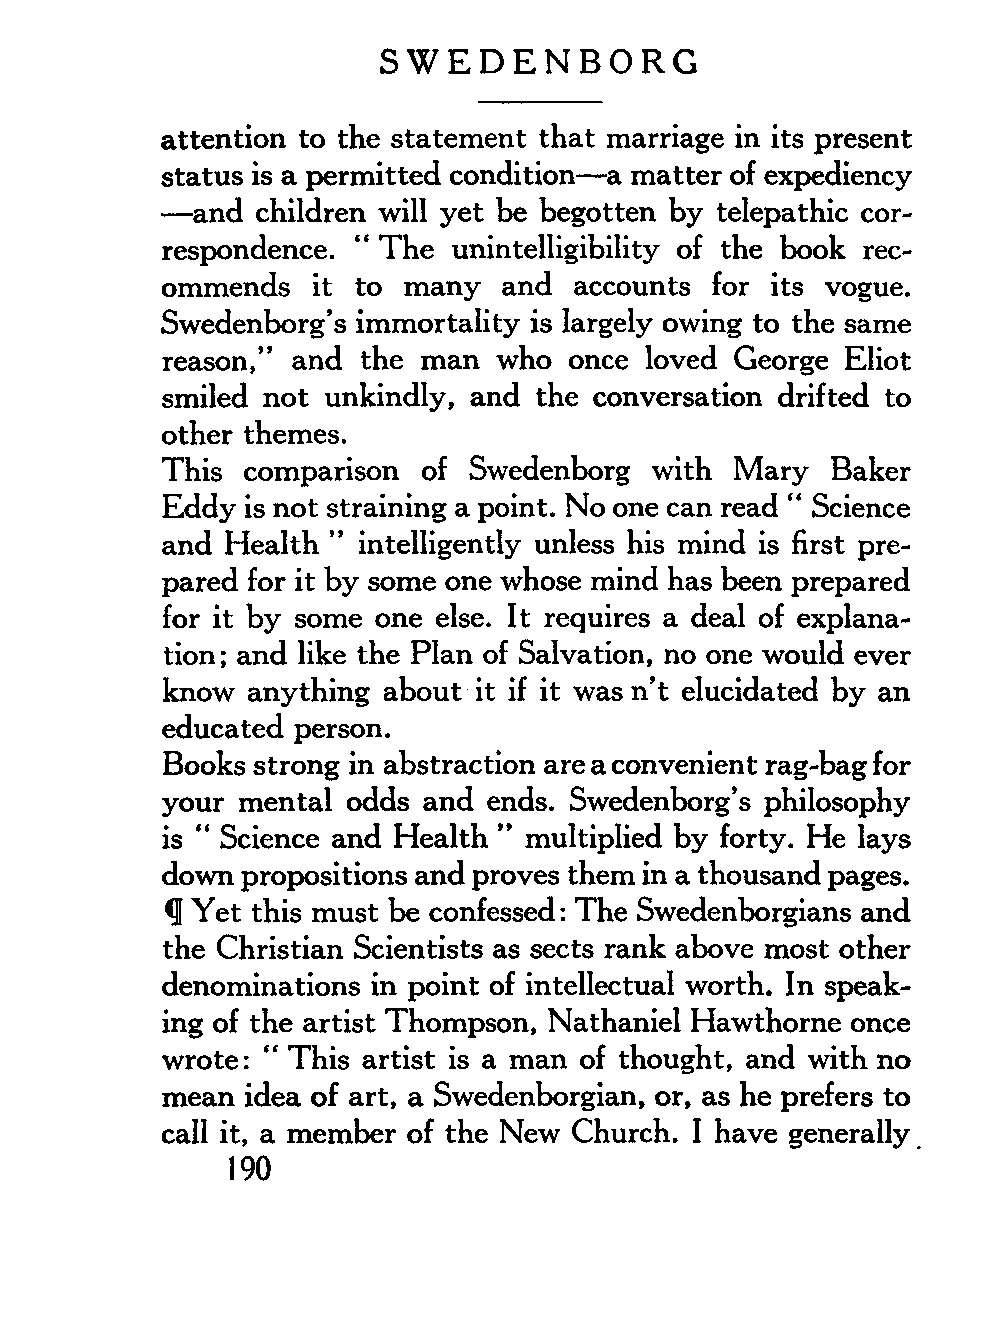 SWEDENBORG
attention to the statement that marriage in its present
status is a permitted condition—a matter of expediency
—and children will yet be begotten by telepathic cor-
respondence. “ The unintelligibility of the book rec-
ommends it to many and accounts for its vogue.
Swedenborg's immortality is largely owing to the same
reason,” and the man who once loved George Eliot
smiled not unkindly, and the conversation drifted to
other themes.
This comparison of Swedenborg with Mary Baker
Eddy is not straining a point. No one can read “ Science
and Health ” intelligently unless his mind is first pre-
pared for it by some one whose mind has been prepared
for it by some one else. It requires a deal of explana-
tion; and like the Plan of Salvation, no one would ever
know anything about it if it was n't elucidated by an
educated person.
Books strong in abstraction are a convenient rag-bag for
your mental odds and ends. Swedenborg's philosophy
is “ Science and Health ” multiplied by forty. He lays
down propositions and proves them in a thousand pages.
¶ Yet this must be confessed: The Swedenborgians and
the Christian Scientists as sects rank above most other
denominations in point of intellectual worth. In speak-
ing of the artist Thompson, Nathaniel Hawthorne once
wrote: “ This artist is a man of thought, and with no
mean idea of art, a Swedenborgian, or, as he prefers to
call it, a member of the New Church. I have generally
190